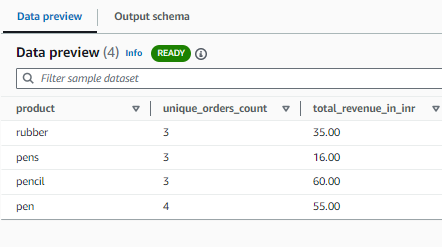 Data preview Output schema
Data preview (4) Info READY
Filter sample dataset
product unique_orders_count total_revenue_in_inr
rubber 3 35.00
pens 3 16.00
pencil 3 60.00
pen 4 55.00